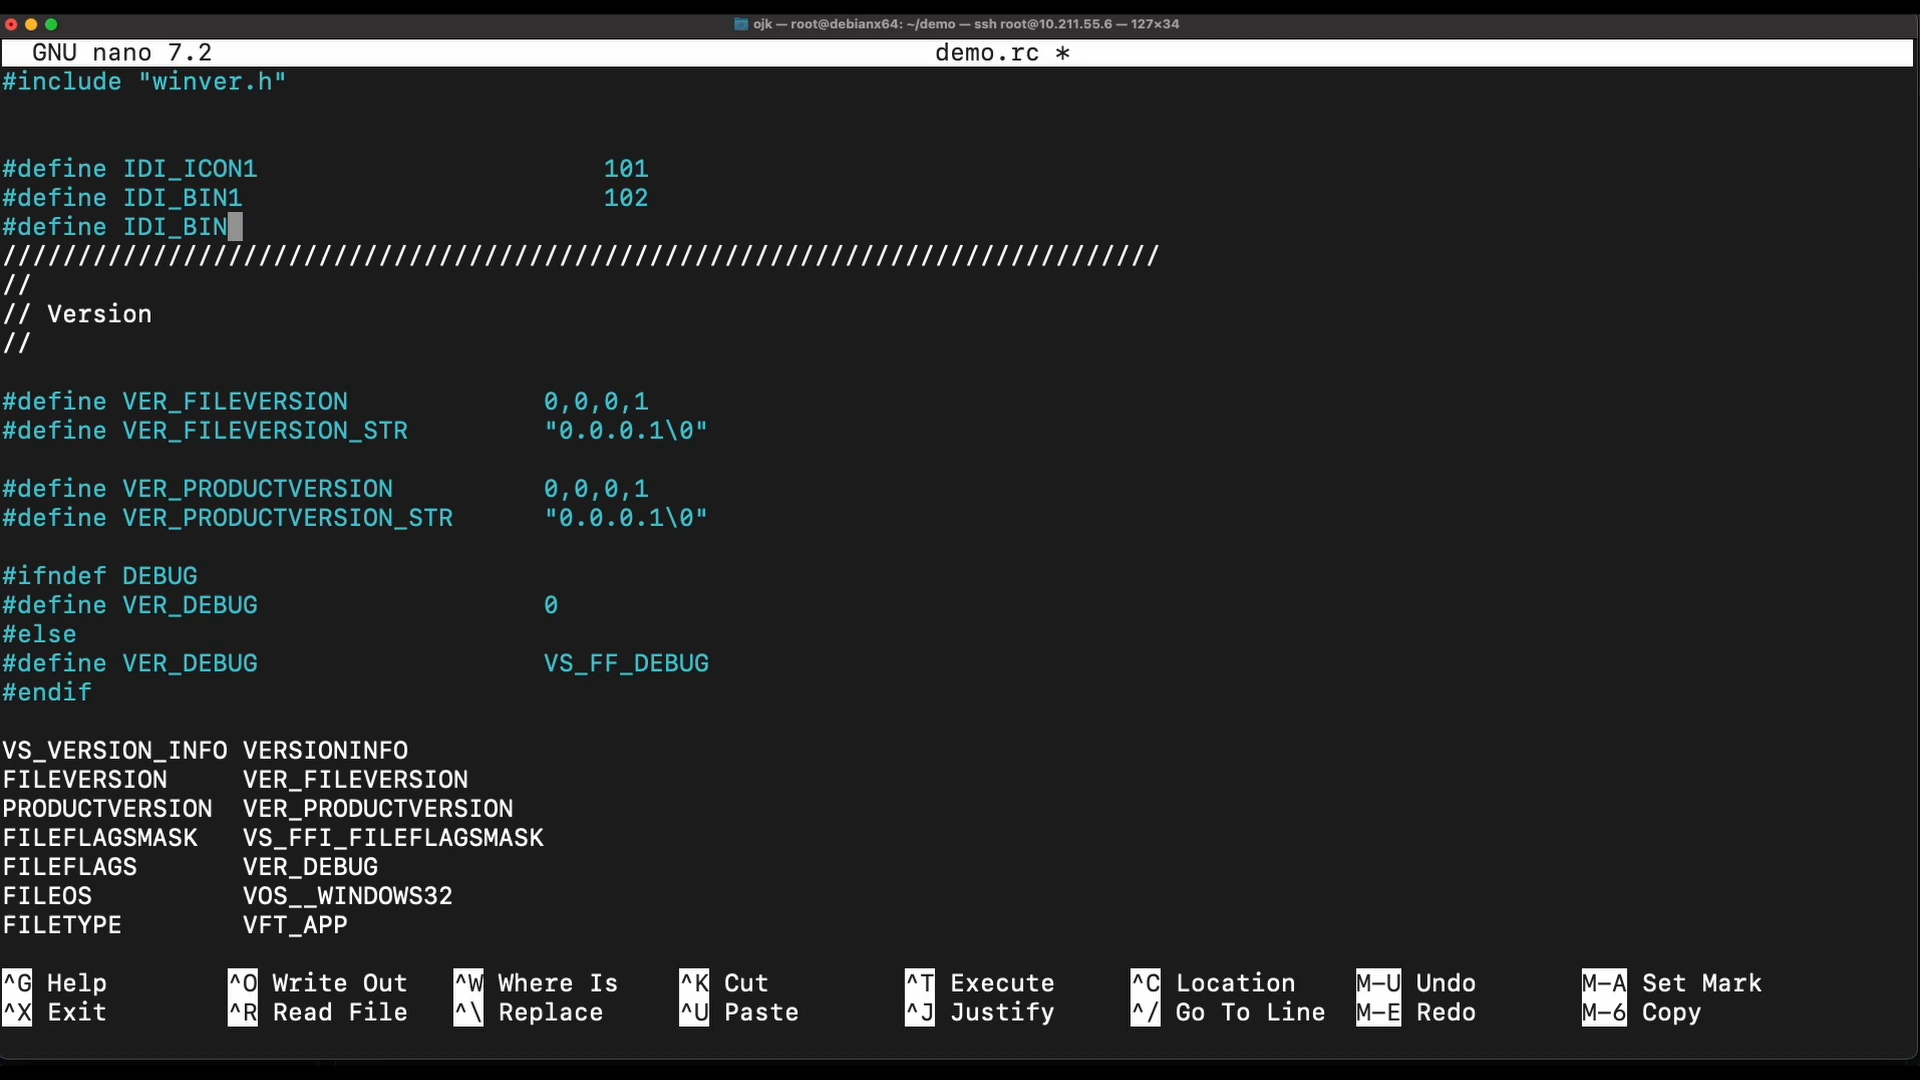 ojk — root@debianx64: ~/demo — ssh root@10.211.55.6 — 127×34
GNU nano 7.2 demo.rc *
#include "winver.h"
#define IDI_ICON1 101
#define IDI_BIN1 102
#define IDI_BIN
/////////////////////////////////////////////////////////////////////////////
//
// Version
//
#define VER_FILEVERSION 0,0,0,1
#define VER_FILEVERSION_STR "0.0.0.1\0"
#define VER_PRODUCTVERSION 0,0,0,1
#define VER_PRODUCTVERSION_STR "0.0.0.1\0"
#ifndef DEBUG
#define VER_DEBUG 0
#else
#define VER_DEBUG VS_FF_DEBUG
#endif
VS_VERSION_INFO VERSIONINFO
FILEVERSION VER_FILEVERSION
PRODUCTVERSION VER_PRODUCTVERSION
FILEFLAGSMASK VS_FFI_FILEFLAGSMASK
FILEFLAGS VER_DEBUG
FILEOS VOS__WINDOWS32
FILETYPE VFT_APP
^G Help ^O Write Out ^W Where Is ^K Cut ^T Execute ^C Location M-U Undo M-A Set Mark
^X Exit ^R Read File ^\ Replace ^U Paste ^J Justify ^/ Go To Line M-E Redo M-6 Copy